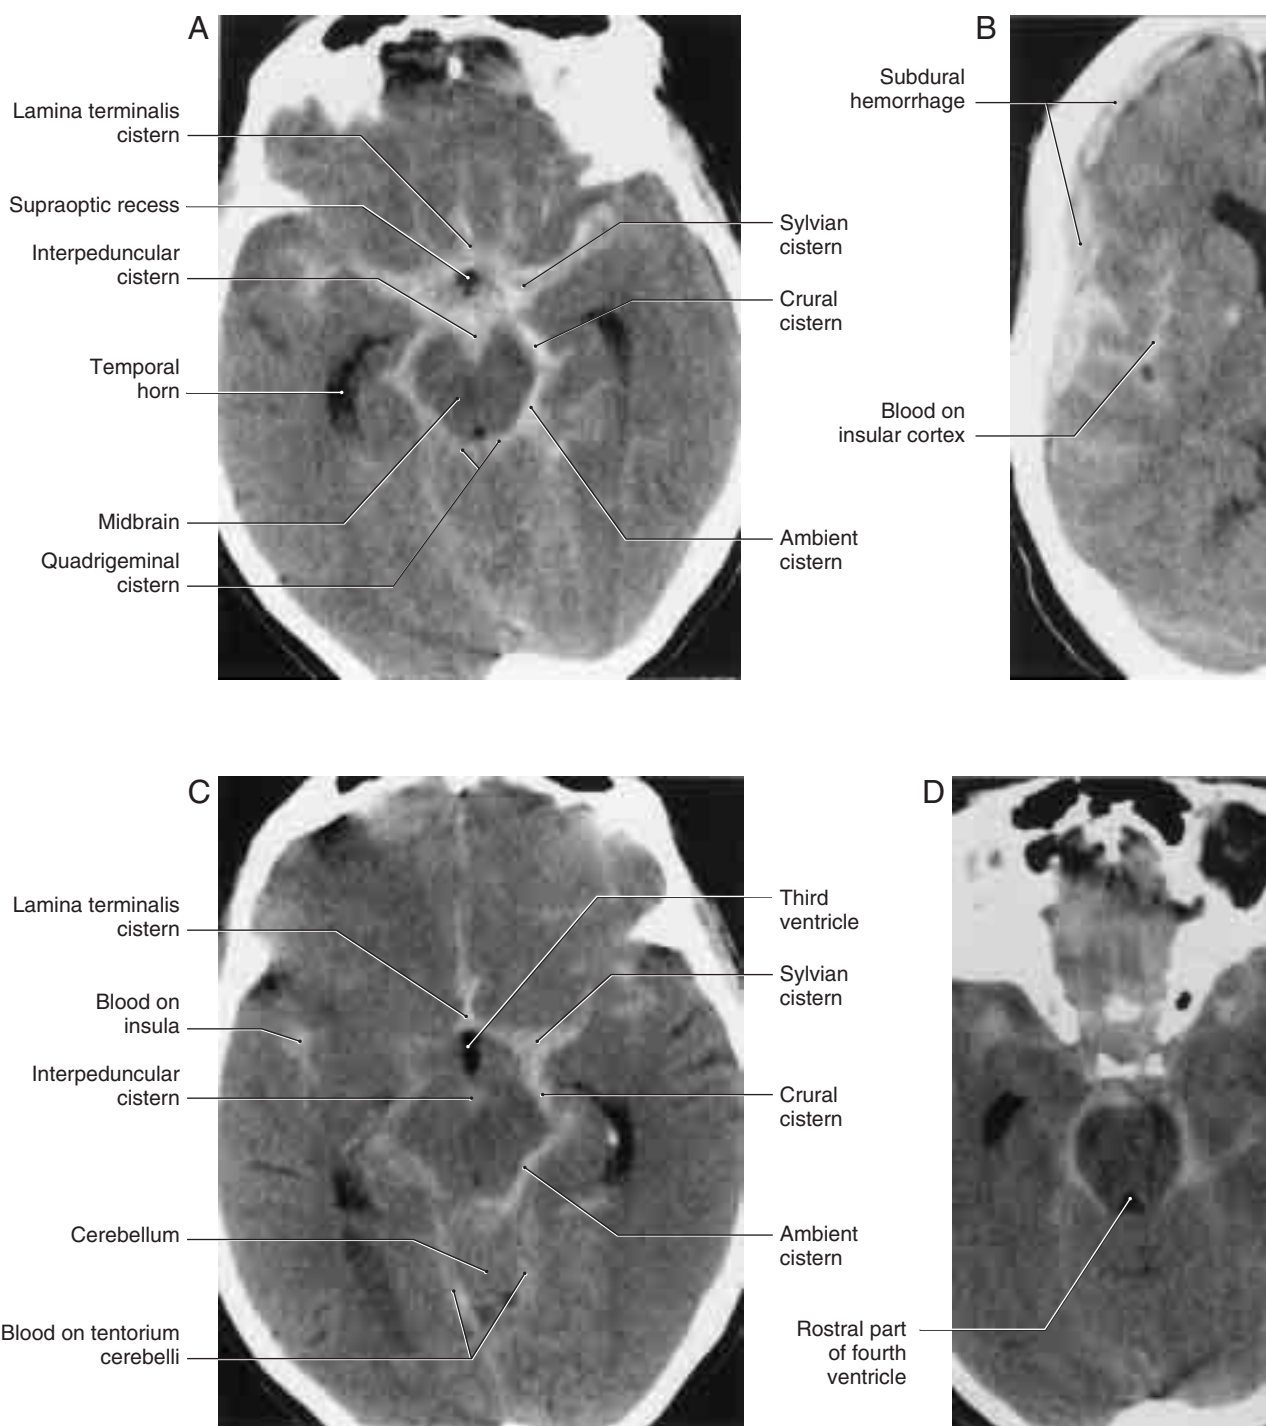 A
Lamina terminalis
cistern
Supraoptic recess
Interpeduncular
cistern
Temporal
horn
Midbrain
Quadrigeminal
cistern
Sylvian
cistern
Crural
cistern
Ambient
cistern
B
Subdural
hemorrhage
Blood on
insular cortex
C
Lamina terminalis
cistern
Blood on
insula
Interpeduncular
cistern
Cerebellum
Blood on tentorium
cerebelli
Third
ventricle
Sylvian
cistern
Crural
cistern
Ambient
cistern
D
Rostral part
of fourth
ventricle